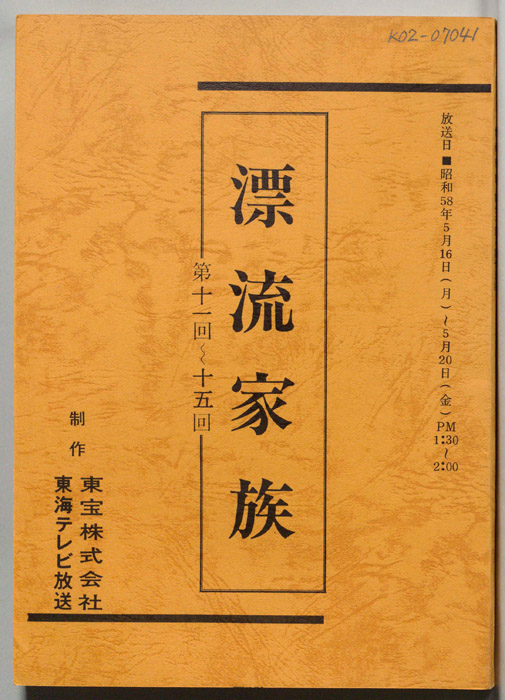 K02-07041
放送日■昭和58年5月16日(月)～5月20日(金)PM1:30～2:00
漂流家族
第十一回～十五回
制作
東宝株式会社
東海テレビ放送